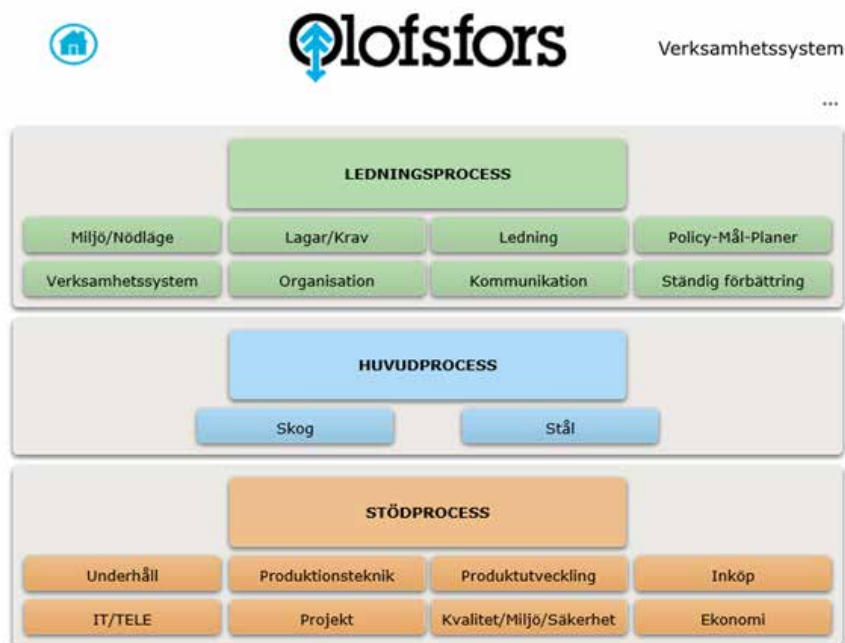 Olofsfors
Verksamhetssystem
...
LEDNINGSPROCESS
Miljö/Nödläge
Lagar/Krav
Ledning
Policy-Mål-Planer
Verksamhetssystem
Organisation
Kommunikation
Ständig förbättring
HUVUDPROCESS
Skog
Stål
STÖDPROCESS
Underhåll
Produktionsteknik
Produktutveckling
Inköp
IT/TELE
Projekt
Kvalitet/Miljö/Säkerhet
Ekonomi